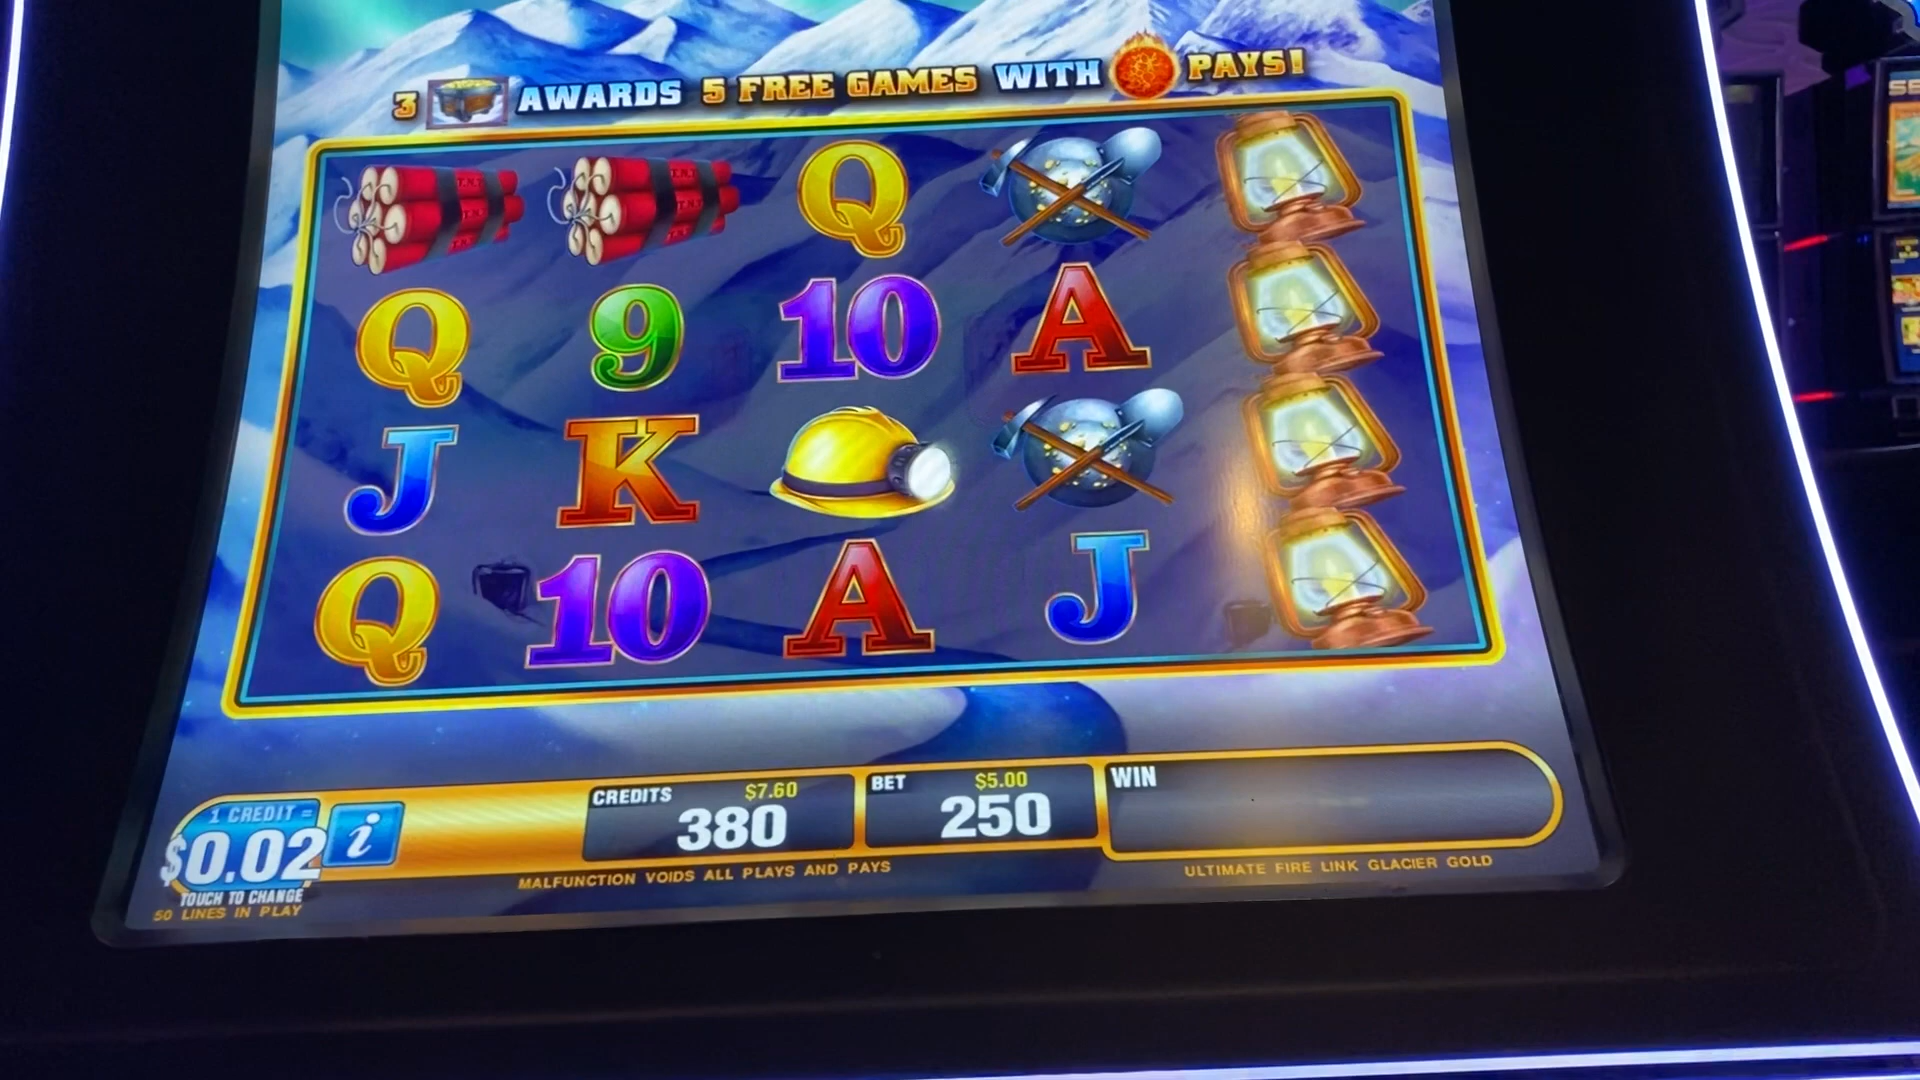 3 AWARDS 5 FREE GAMES WITH PAYS!
T.N.T T.N.T
T.N.T T.N.T
T.N.T T.N.T
Q A
Q 9 10 A
J K
Q 10 A J
1 CREDIT =
$0.02
TOUCH TO CHANGE
50 LINES IN PLAY
i
CREDITS $7.60
380
BET $5.00
250
WIN
MALFUNCTION VOIDS ALL PLAYS AND PAYS
ULTIMATE FIRE LINK GLACIER GOLD
SE